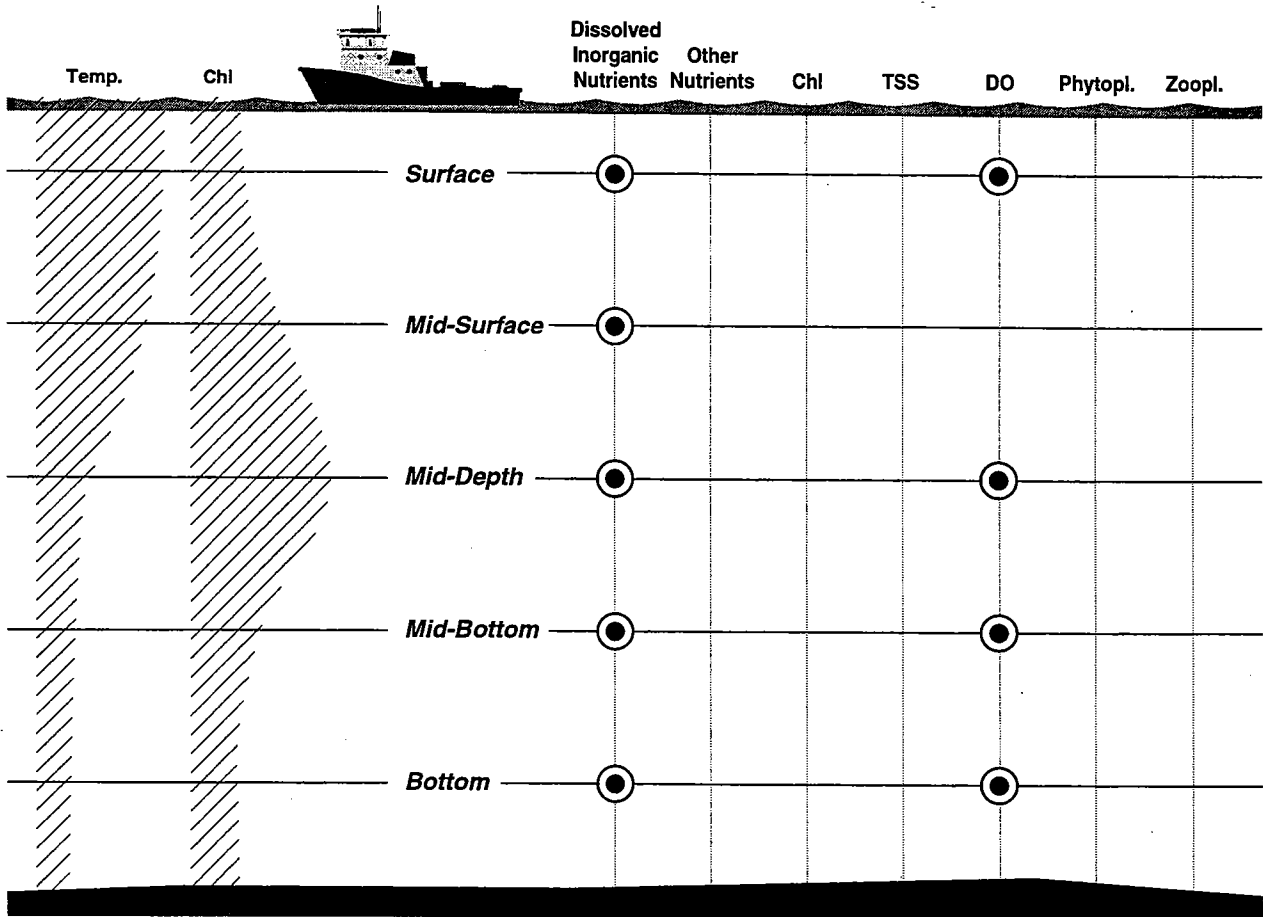 Temp.
Chl
Dissolved
Inorganic
Nutrients
Other
Nutrients
Chl
TSS
DO
Phytopl.
Zoopl.
Surface
Mid-Surface
Mid-Depth
Mid-Bottom
Bottom